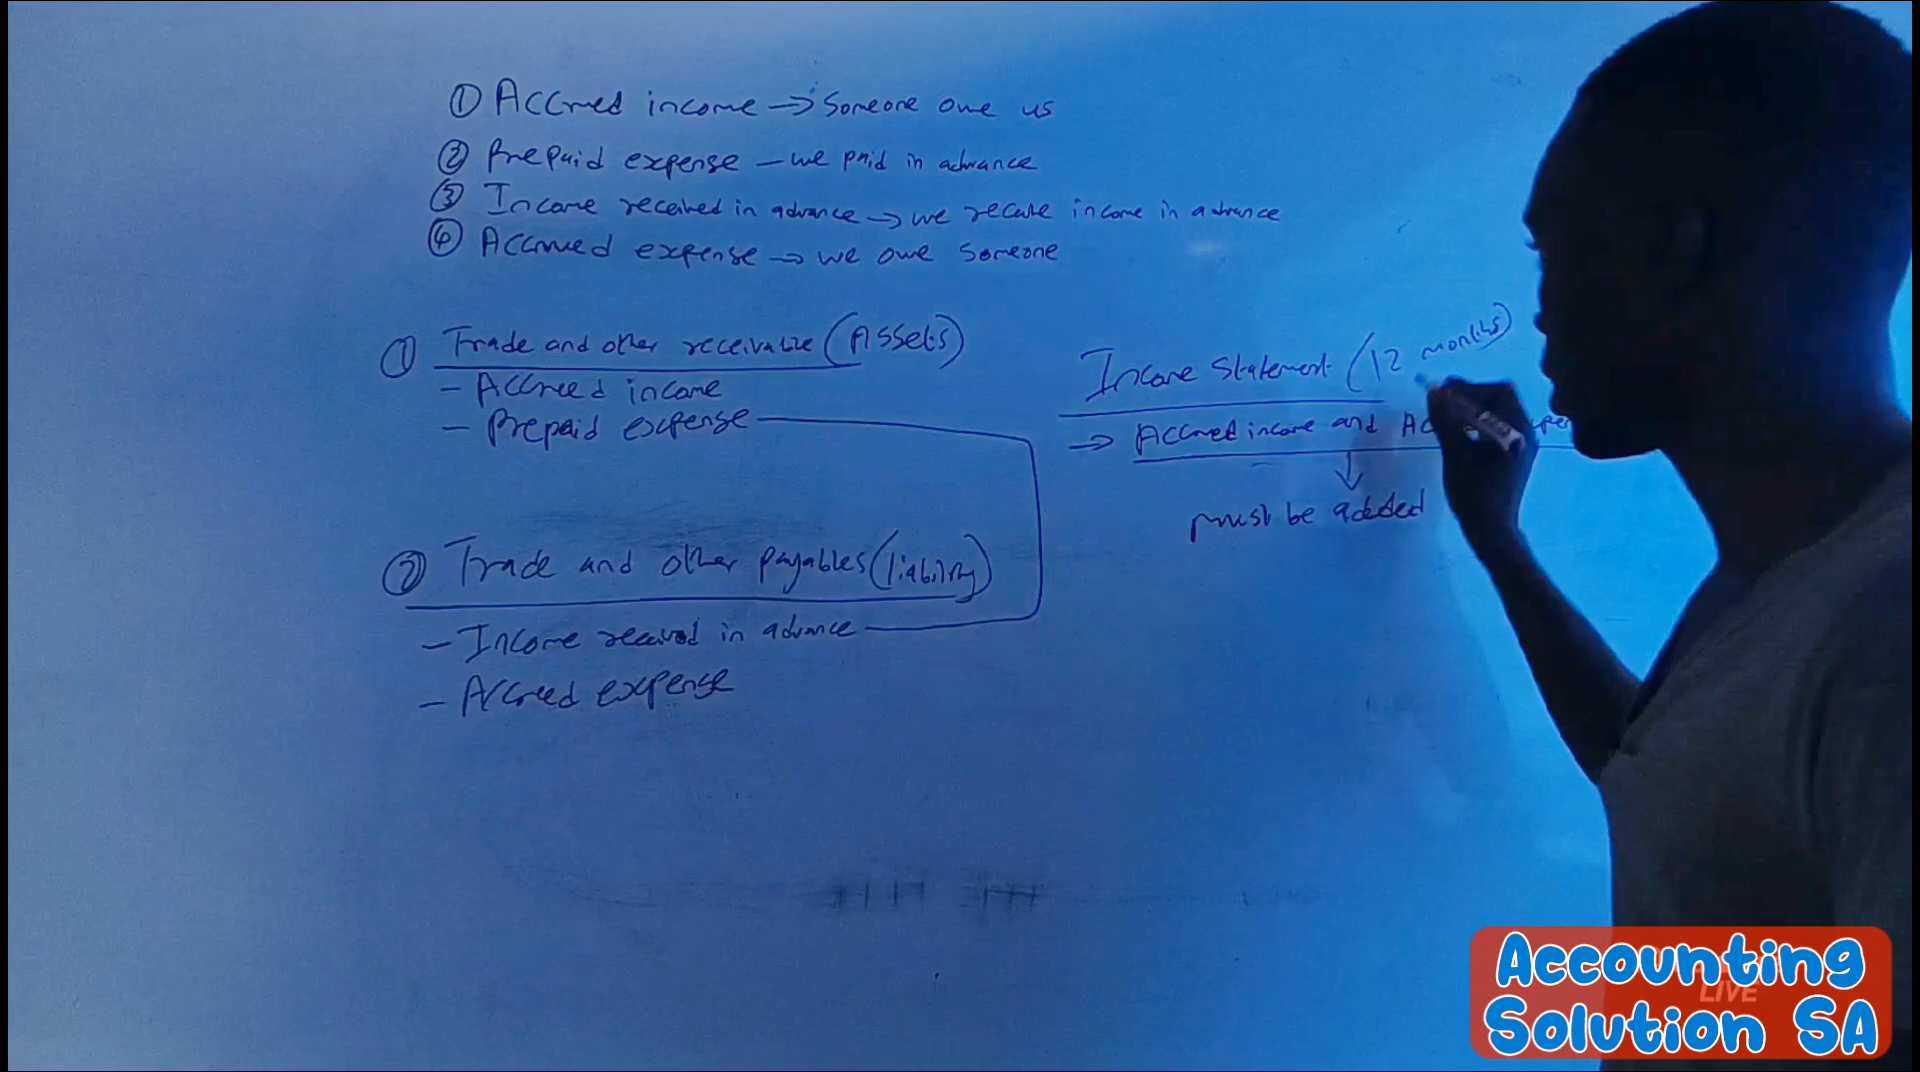 ① Accrued income → Someone owe us
② Prepaid expense – we paid in advance
③ Income received in advance → we receive income in advance
④ Accrued expense → we owe someone
① Trade and other receivable (Assets)
– Accrued income
– Prepaid expense
② Trade and other payables (liability)
– Income received in advance
– Accrued expense
Income Statement (12 months)
→ Accrued income and
must be added
Accounting
LIVE
Solution SA